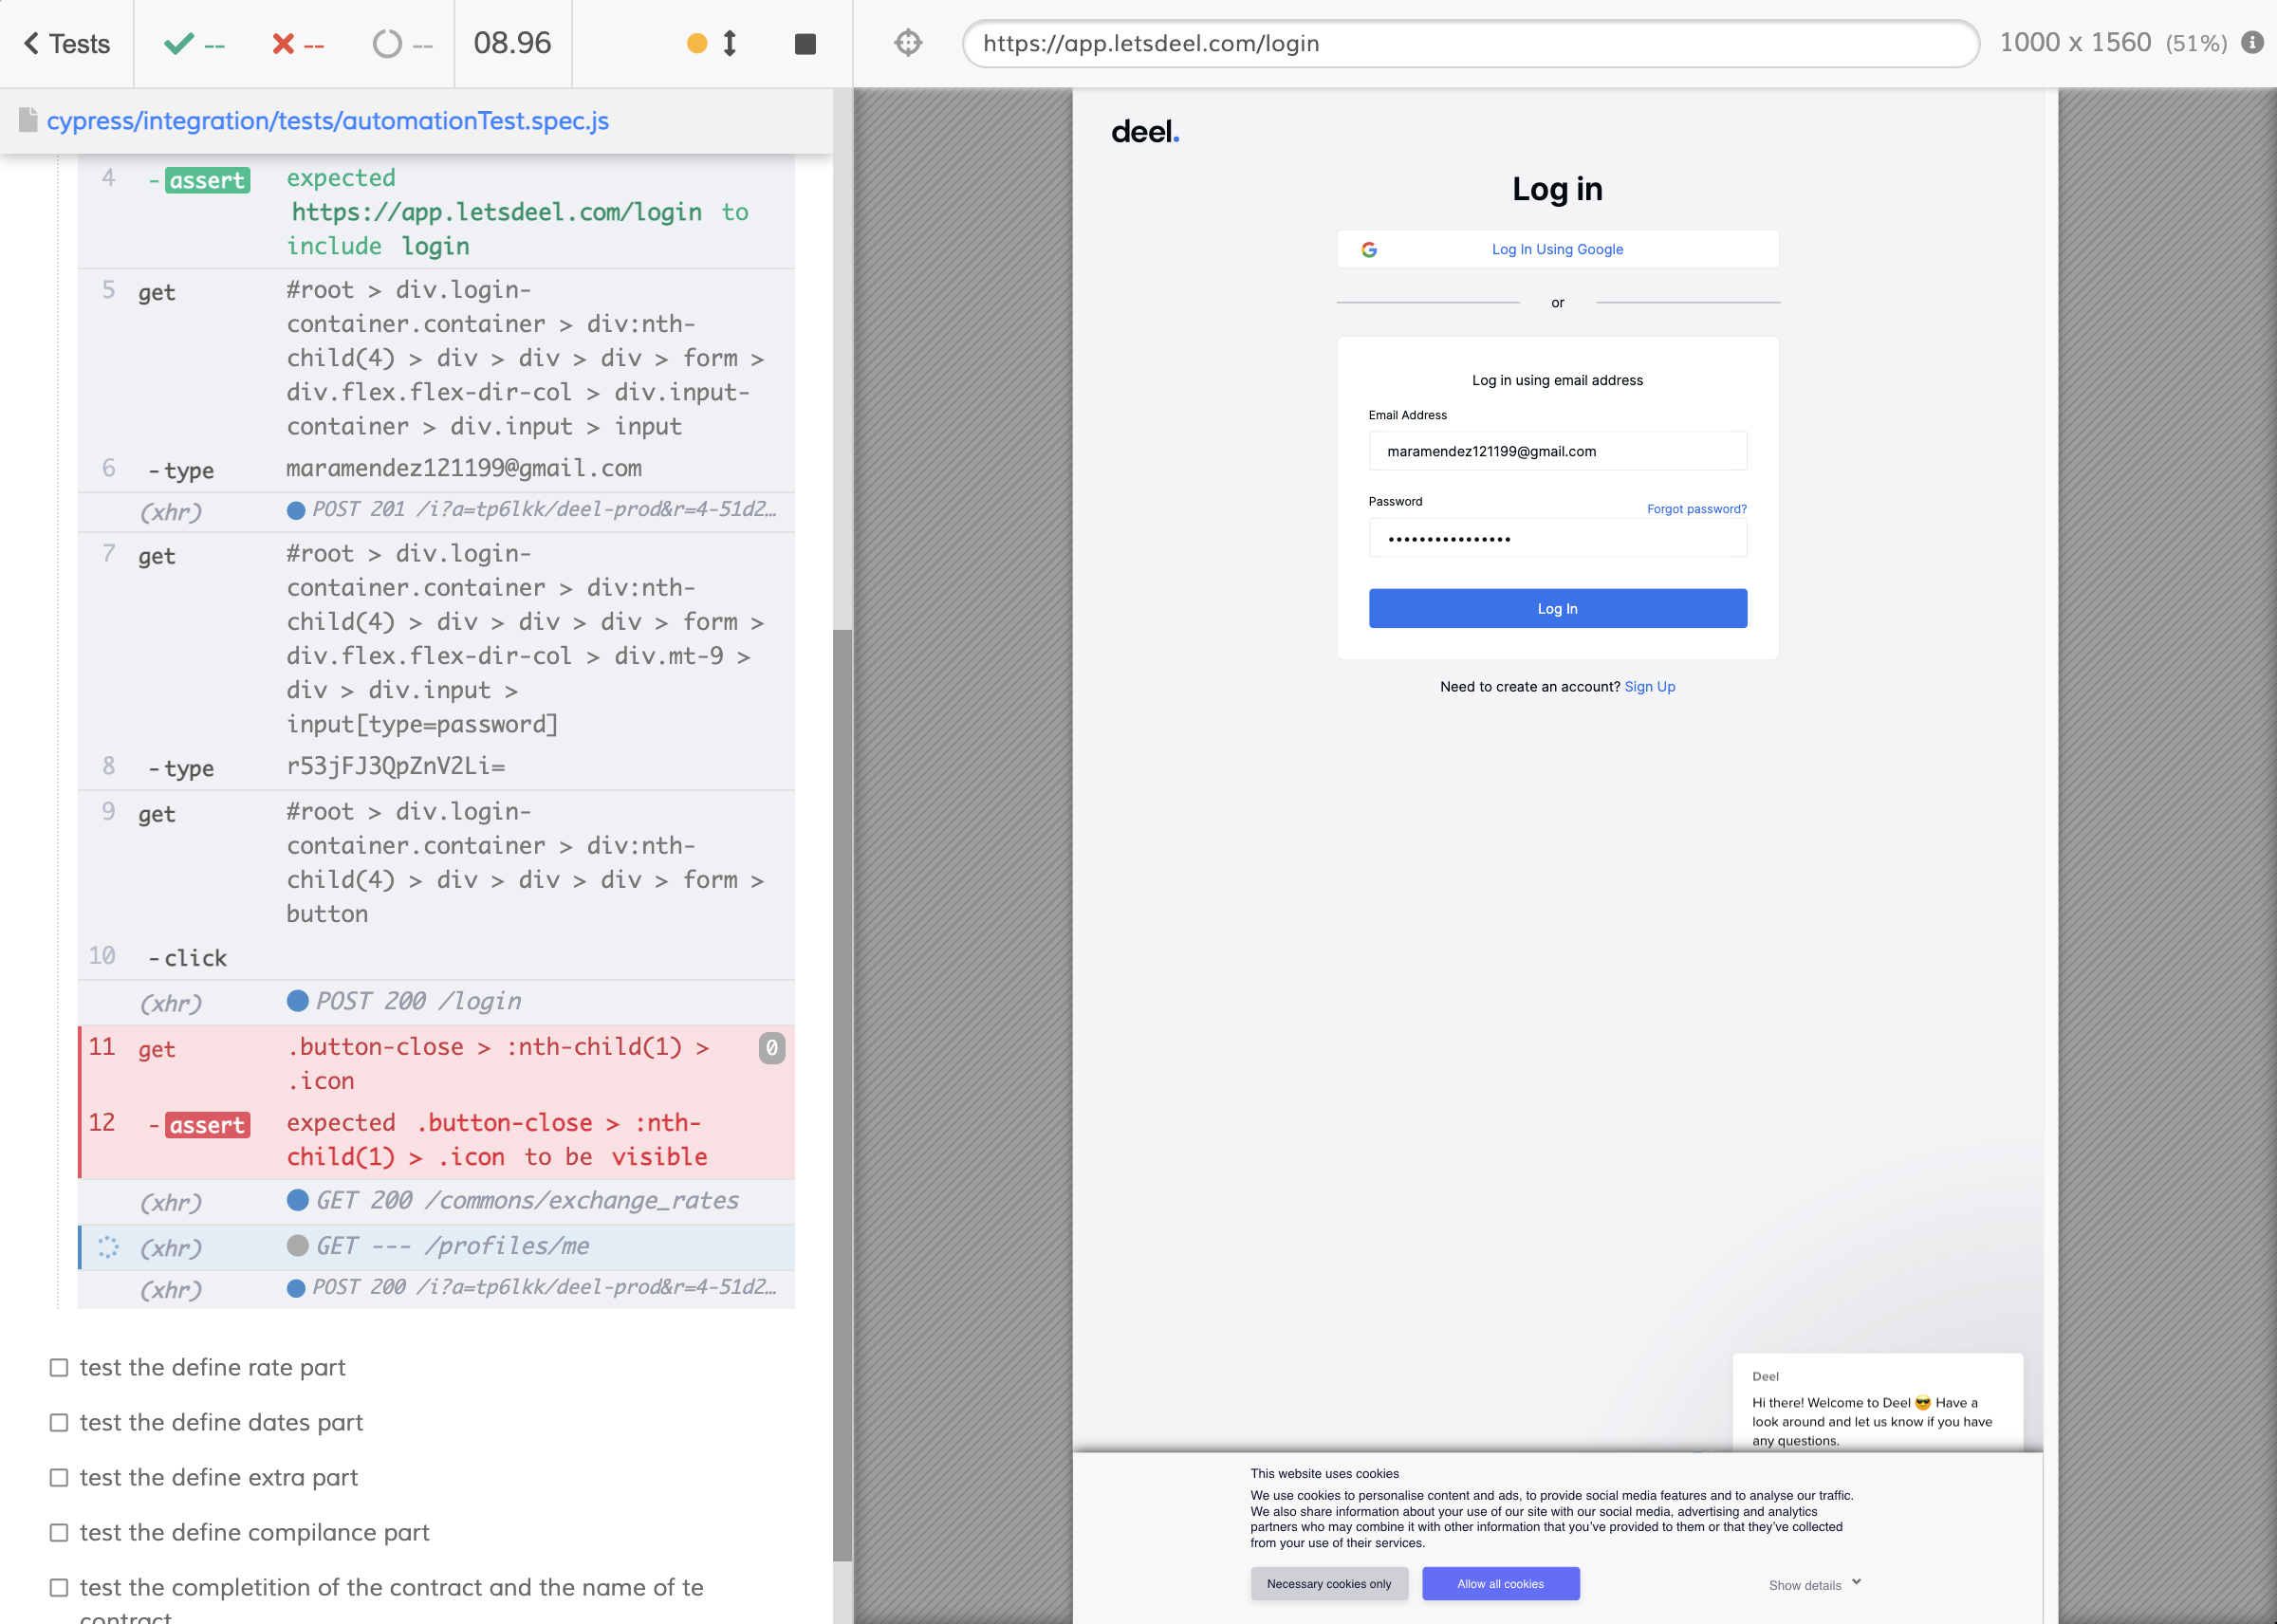 Tests
--
--
--
08.96
https://app.letsdeel.com/login
1000 x 1560 (51%)
cypress/integration/tests/automationTest.spec.js
4 -assert expected
https://app.letsdeel.com/login to
include login
5 get #root > div.login-
container.container > div:nth-
child(4) > div > div > div > form >
div.flex.flex-dir-col > div.input-
container > div.input > input
6 -type maramendez121199@gmail.com
(xhr) POST 201 /i?a=tp6lkk/deel-prod&r=4-51d2…
7 get #root > div.login-
container.container > div:nth-
child(4) > div > div > div > form >
div.flex.flex-dir-col > div.mt-9 >
div > div.input >
input[type=password]
8 -type r53jFJ3QpZnV2Li=
9 get #root > div.login-
container.container > div:nth-
child(4) > div > div > div > form >
button
10 -click
(xhr) POST 200 /login
11 get .button-close > :nth-child(1) > 0
.icon
12 -assert expected .button-close > :nth-
child(1) > .icon to be visible
(xhr) GET 200 /commons/exchange_rates
(xhr) GET --- /profiles/me
(xhr) POST 200 /i?a=tp6lkk/deel-prod&r=4-51d2…
test the define rate part
test the define dates part
test the define extra part
test the define compilance part
test the completition of the contract and the name of te
contract
deel.
Log in
Log In Using Google
or
Log in using email address
Email Address
maramendez121199@gmail.com
Password
Forgot password?
••••••••••••••••
Log In
Need to create an account? Sign Up
Deel
Hi there! Welcome to Deel 😎 Have a
look around and let us know if you have
any questions.
This website uses cookies
We use cookies to personalise content and ads, to provide social media features and to analyse our traffic.
We also share information about your use of our site with our social media, advertising and analytics
partners who may combine it with other information that you've provided to them or that they've collected
from your use of their services.
Necessary cookies only
Allow all cookies
Show details